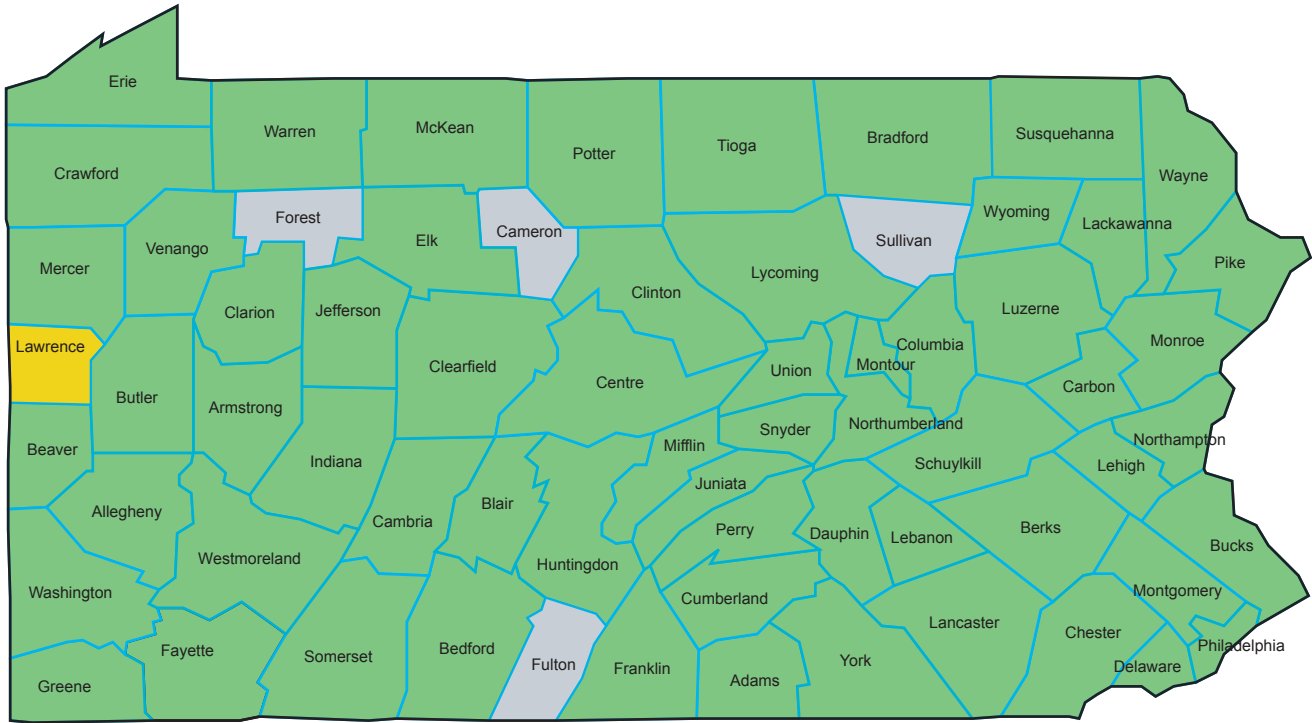 Erie
Warren
McKean
Potter
Tioga
Bradford
Susquehanna
Wayne
Crawford
Forest
Cameron
Sullivan
Wyoming
Lackawanna
Pike
Mercer
Venango
Elk
Lycoming
Clinton
Luzerne
Monroe
Lawrence
Clarion
Jefferson
Clearfield
Centre
Union
Montour
Columbia
Carbon
Butler
Armstrong
Snyder
Northumberland
Northampton
Beaver
Indiana
Mifflin
Juniata
Schuylkill
Lehigh
Allegheny
Westmoreland
Cambria
Blair
Huntingdon
Perry
Dauphin
Lebanon
Berks
Bucks
Washington
Cumberland
Montgomery
Greene
Fayette
Somerset
Bedford
Fulton
Franklin
Adams
York
Lancaster
Chester
Delaware
Philadelphia